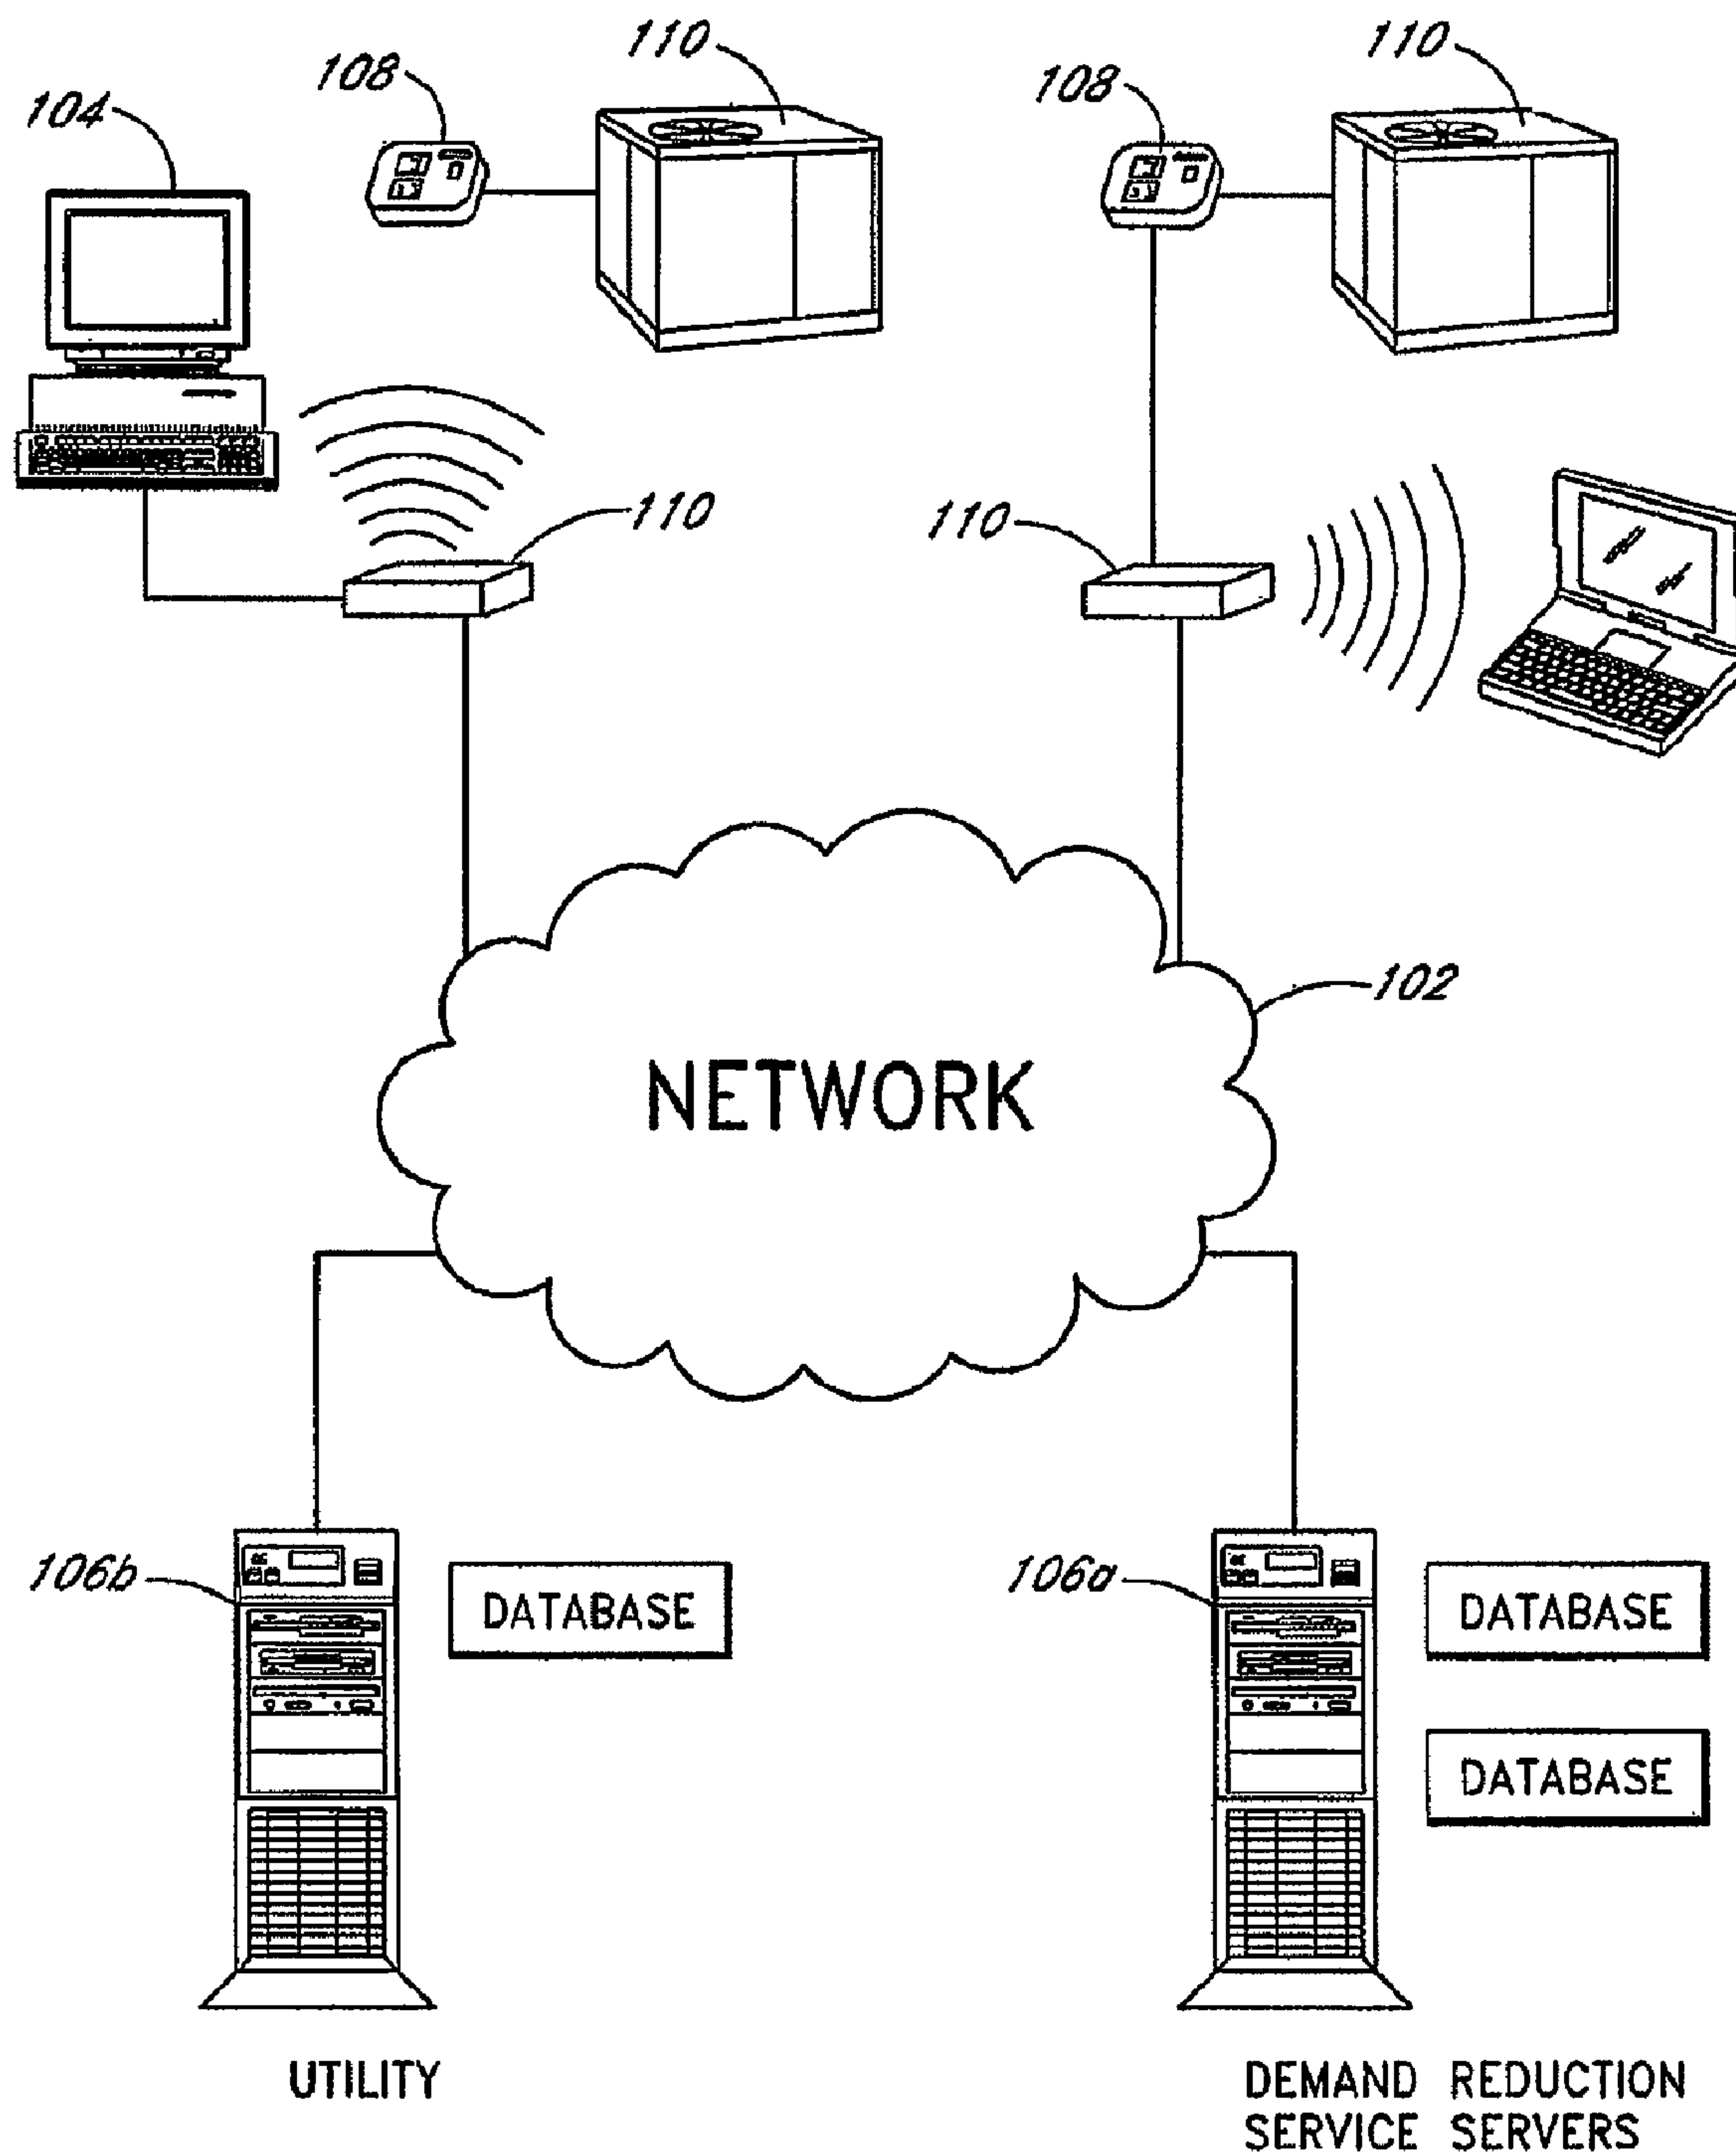 110
110
108
108
104
110
110
102
NETWORK
106b
DATABASE
106a
DATABASE
DATABASE
UTILITY
DEMAND REDUCTION
SERVICE SERVERS